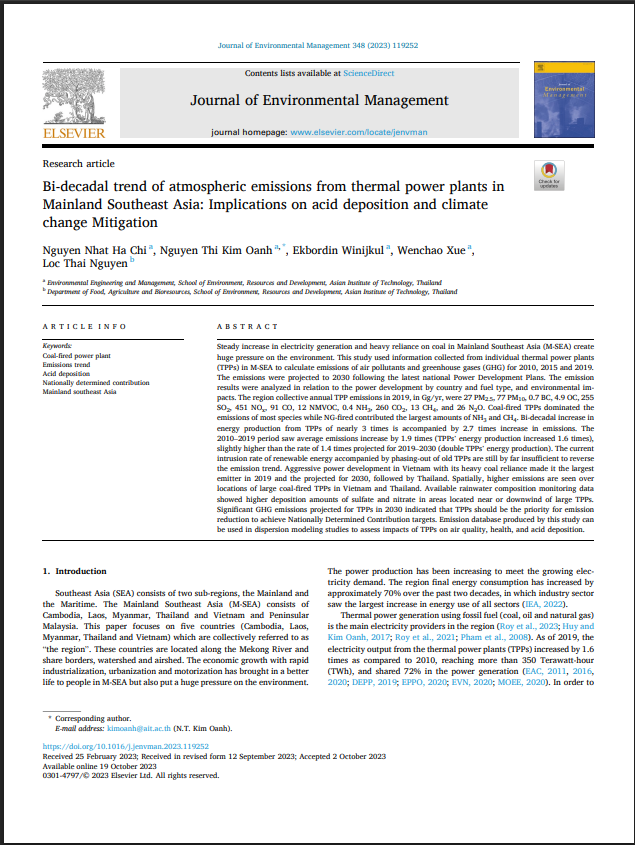 Journal of Environmental Management 348 (2023) 119252
Contents lists available at ScienceDirect
Journal of Environmental Management
journal homepage: www.elsevier.com/locate/jenvman
ELSEVIER
Environmental
Management
Research article
Check for
updates
Bi-decadal trend of atmospheric emissions from thermal power plants in
Mainland Southeast Asia: Implications on acid deposition and climate
change Mitigation
Nguyen Nhat Ha Chi a, Nguyen Thi Kim Oanh a,*, Ekbordin Winijkul a, Wenchao Xue a,
Loc Thai Nguyen b
a Environmental Engineering and Management, School of Environment, Resources and Development, Asian Institute of Technology, Thailand
b Department of Food, Agriculture and Bioresources, School of Environment, Resources and Development, Asian Institute of Technology, Thailand
ARTICLE INFO
Keywords:
Coal-fired power plant
Emissions trend
Acid deposition
Nationally determined contribution
Mainland southeast Asia
ABSTRACT
Steady increase in electricity generation and heavy reliance on coal in Mainland Southeast Asia (M-SEA) create
huge pressure on the environment. This study used information collected from individual thermal power plants
(TPPs) in M-SEA to calculate emissions of air pollutants and greenhouse gases (GHG) for 2010, 2015 and 2019.
The emissions were projected to 2030 following the latest national Power Development Plans. The emission
results were analyzed in relation to the power development by country and fuel type, and environmental im-
pacts. The region collective annual TPP emissions in 2019, in Gg/yr, were 27 PM2.5, 77 PM10, 0.7 BC, 4.9 OC, 255
SO2, 451 NOx, 91 CO, 12 NMVOC, 0.4 NH3, 260 CO2, 13 CH4, and 26 N2O. Coal-fired TPPs dominated the
emissions of most species while NG-fired contributed the largest amounts of NH3 and CH4. Bi-decadal increase in
energy production from TPPs of nearly 3 times is accompanied by 2.7 times increase in emissions. The
2010–2019 period saw average emissions increase by 1.9 times (TPPs' energy production increased 1.6 times),
slightly higher than the rate of 1.4 times projected for 2019–2030 (double TPPs' energy production). The current
intrusion rate of renewable energy accompanied by phasing-out of old TPPs are still by far insufficient to reverse
the emission trend. Aggressive power development in Vietnam with its heavy coal reliance made it the largest
emitter in 2019 and the projected for 2030, followed by Thailand. Spatially, higher emissions are seen over
locations of large coal-fired TPPs in Vietnam and Thailand. Available rainwater composition monitoring data
showed higher deposition amounts of sulfate and nitrate in areas located near or downwind of large TPPs.
Significant GHG emissions projected for TPPs in 2030 indicated that TPPs should be the priority for emission
reduction to achieve Nationally Determined Contribution targets. Emission database produced by this study can
be used in dispersion modeling studies to assess impacts of TPPs on air quality, health, and acid deposition.
1. Introduction
Southeast Asia (SEA) consists of two sub-regions, the Mainland and
the Maritime. The Mainland Southeast Asia (M-SEA) consists of
Cambodia, Laos, Myanmar, Thailand and Vietnam and Peninsular
Malaysia. This paper focuses on five countries (Cambodia, Laos,
Myanmar, Thailand and Vietnam) which are collectively referred to as
"the region". These countries are located along the Mekong River and
share borders, watershed and airshed. The economic growth with rapid
industrialization, urbanization and motorization has brought in a better
life to people in M-SEA but also put a huge pressure on the environment.
The power production has been increasing to meet the growing elec-
tricity demand. The region final energy consumption has increased by
approximately 70% over the past two decades, in which industry sector
saw the largest increase in energy use of all sectors (IEA, 2022).
Thermal power generation using fossil fuel (coal, oil and natural gas)
is the main electricity providers in the region (Roy et al., 2023; Huy and
Kim Oanh, 2017; Roy et al., 2021; Pham et al., 2008). As of 2019, the
electricity output from the thermal power plants (TPPs) increased by 1.6
times as compared to 2010, reaching more than 350 Terawatt-hour
(TWh), and shared 72% in the power generation (EAC, 2011, 2016,
2020; DEPP, 2019; EPPO, 2020; EVN, 2020; MOEE, 2020). In order to
* Corresponding author.
E-mail address: kimoanh@ait.ac.th (N.T. Kim Oanh).
https://doi.org/10.1016/j.jenvman.2023.119252
Received 25 February 2023; Received in revised form 12 September 2023; Accepted 2 October 2023
Available online 19 October 2023
0301-4797/© 2023 Elsevier Ltd. All rights reserved.